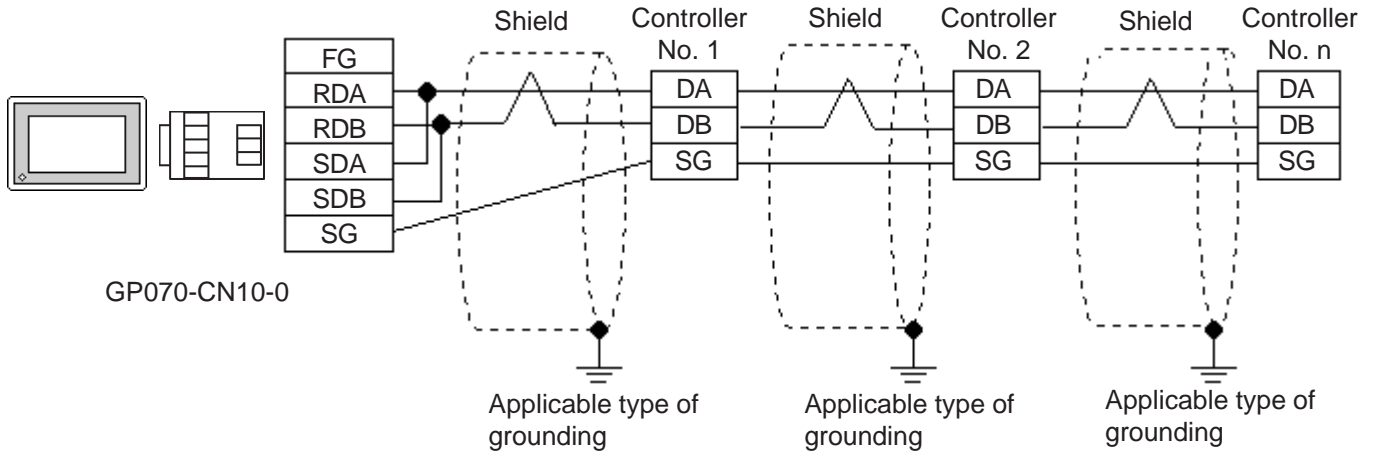 Shield
Controller
No. 1
Shield
Controller
No. 2
Shield
Controller
No. n
FG
RDA
RDB
SDA
SDB
SG
DA
DB
SG
DA
DB
SG
DA
DB
SG
GP070-CN10-0
Applicable type of
grounding
Applicable type of
grounding
Applicable type of
grounding